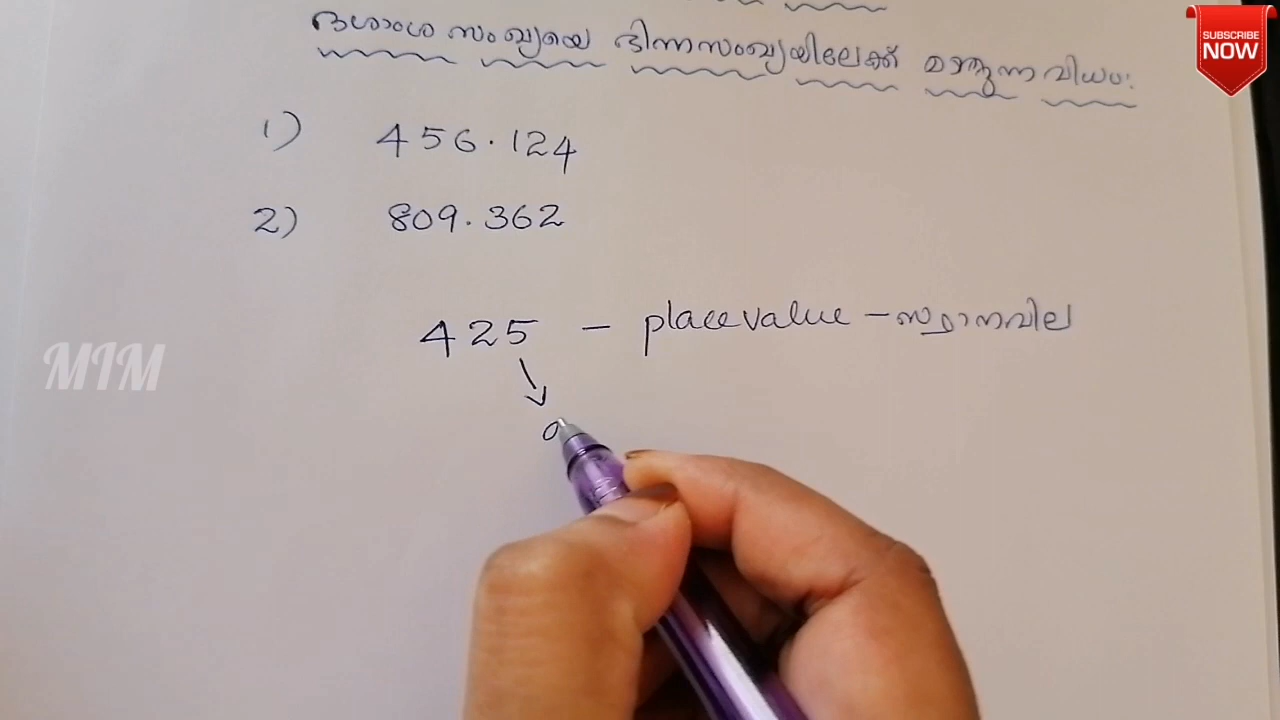 ദശാംശ സംഖ്യയെ ഭിന്നസംഖ്യയിലേക്ക് മാറ്റുന്ന വിധം:
1) 456.124
2) 809.362
425 – place value – സ്ഥാനവില
MIM
SUBSCRIBE
NOW